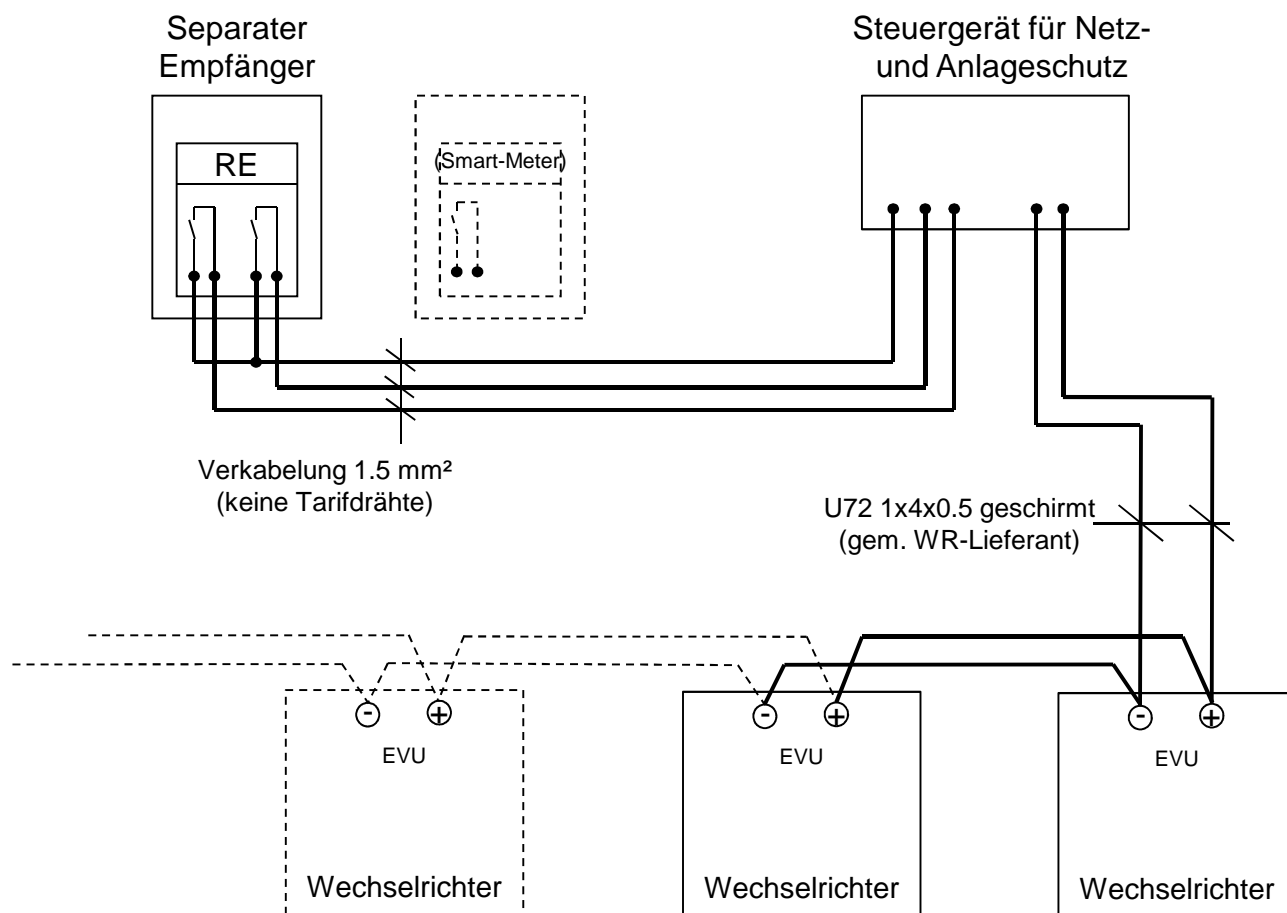 Separater
Empfänger
Steuergerät für Netz-
und Anlageschutz
RE
(Smart-Meter)
Verkabelung 1.5 mm²
(keine Tarifdrähte)
U72 1x4x0.5 geschirmt
(gem. WR-Lieferant)
- + - + - +
EVU EVU EVU
Wechselrichter Wechselrichter Wechselrichter